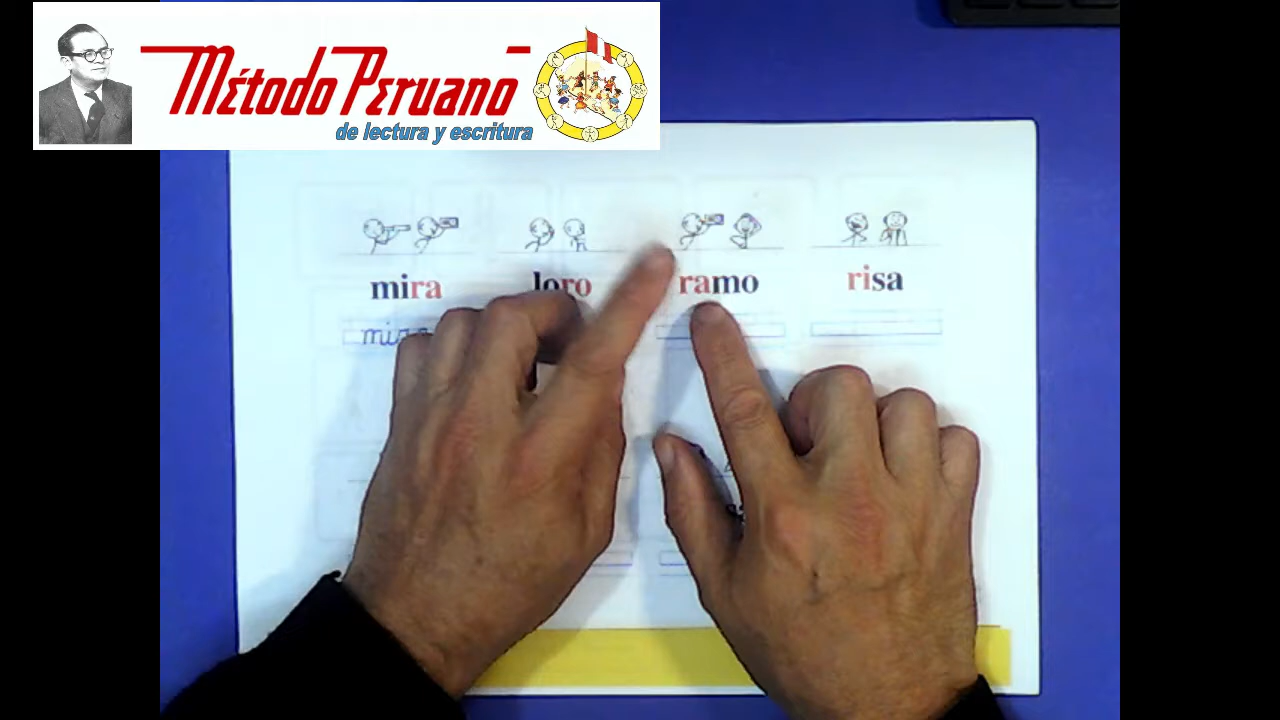 Método Peruano
de lectura y escritura
mira loro ramo risa